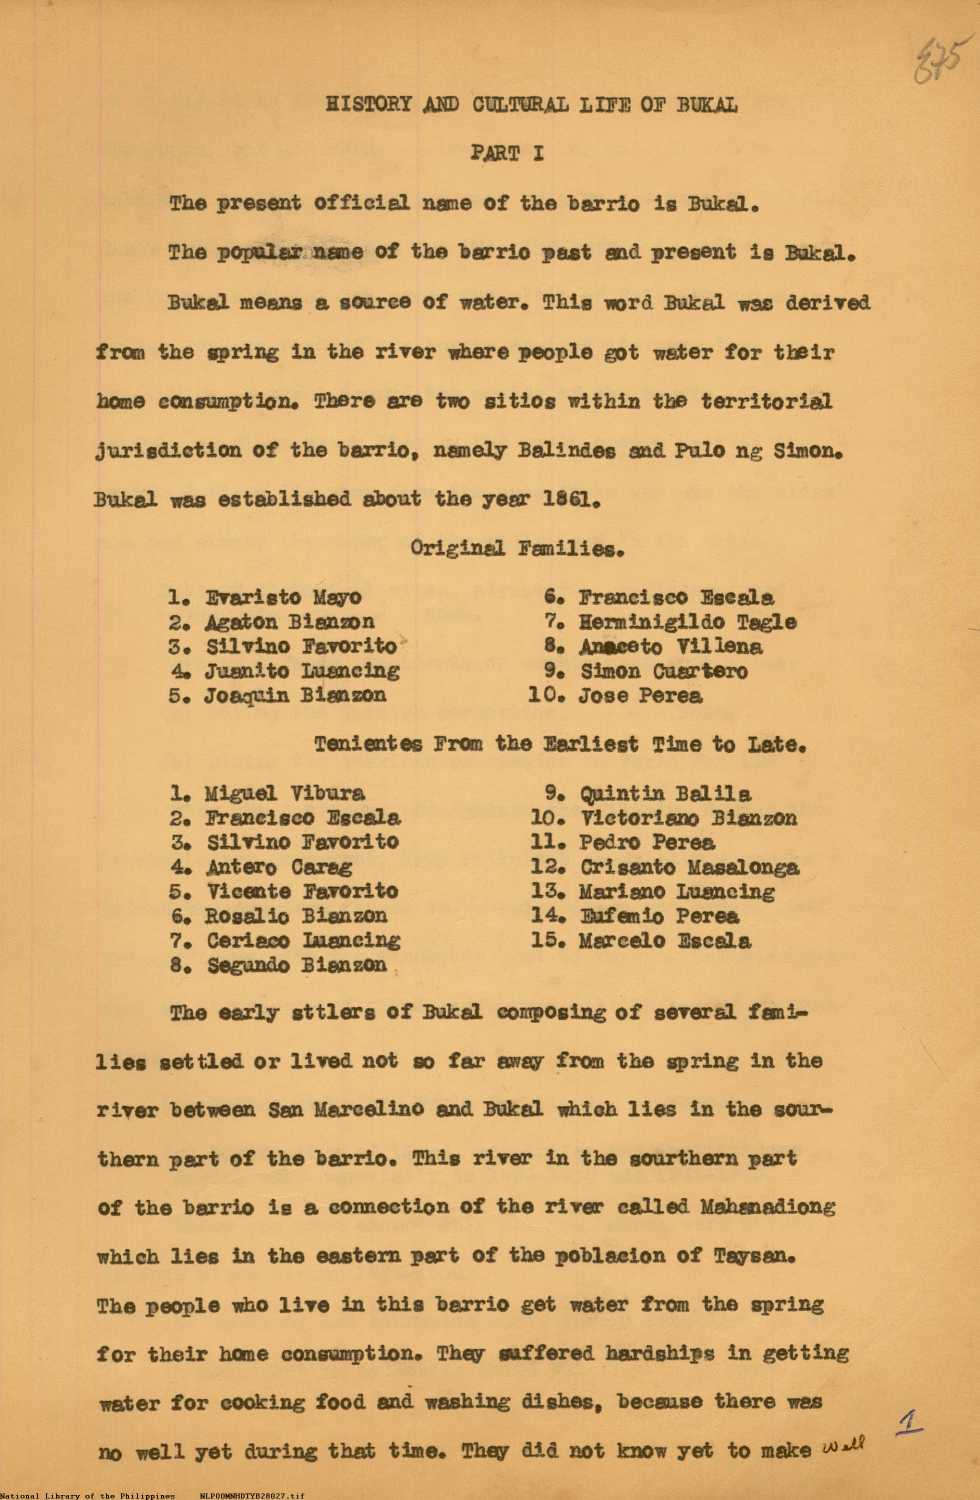 HISTORY AND CULTURAL LIFE OF BUKAL
PART I
The present official name of the barrio is Bukal.
The popular name of the barrio past and present is Bukal.
Bukal means a source of water. This word Bukal was derived
from the spring in the river where people got water for their
home consumption. There are two sitios within the territorial
jurisdiction of the barrio, namely Balindes and Pulo ng Simon.
Bukal was established about the year 1861.
Original Families.
1. Evaristo Mayo
2. Agaton Bianzon
3. Silvino Favorito
4. Juanito Luancing
5. Joaquin Bianzon
6. Francisco Escala
7. Herminigildo Tagle
8. Anaceto Villena
9. Simon Cuartero
10. Jose Perea
Tenientes From the Earliest Time to Late.
1. Miguel Vibura
2. Francisco Escala
3. Silvino Favorito
4. Antero Carag
5. Vicente Favorito
6. Rosalio Bianzon
7. Ceriaco Luancing
8. Segundo Bianzon
9. Quintin Balila
10. Victoriano Bianzon
11. Pedro Perea
12. Crisanto Masalonga
13. Mariano Luancing
14. Eufemio Perea
15. Marcelo Escala
The early sttlers of Bukal composing of several fami-
lies settled or lived not so far away from the spring in the
river between San Marcelino and Bukal which lies in the sour-
thern part of the barrio. This river in the sourthern part
of the barrio is a connection of the river called Mahanadiong
which lies in the eastern part of the poblacion of Taysan.
The people who live in this barrio get water from the spring
for their home consumption. They suffered hardships in getting
water for cooking food and washing dishes, because there was
no well yet during that time. They did not know yet to make well
1
National Library of the Philippines NLP00MNHDTYB28027.tif